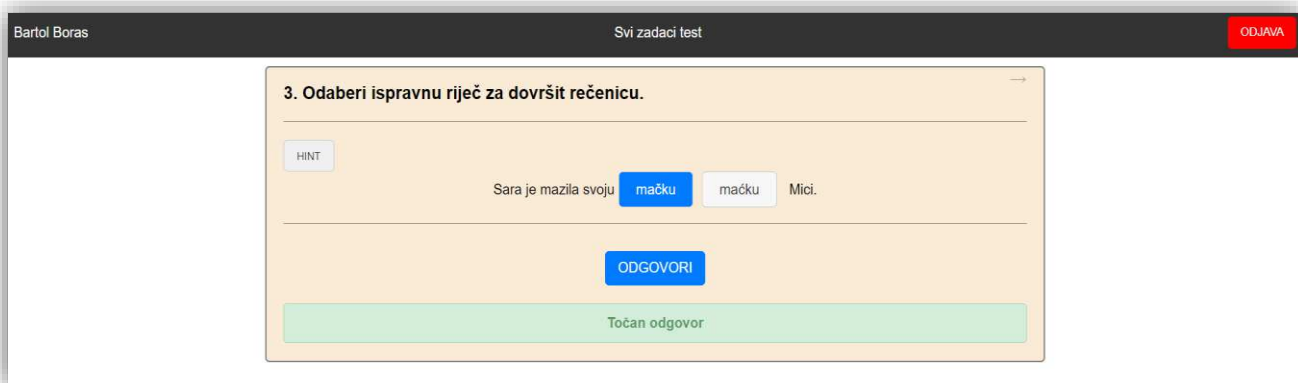 Bartol Boras Svi zadaci test ODJAVA
3. Odaberi ispravnu riječ za dovršit rečenicu. →
HINT
Sara je mazila svoju mačku maćku Mici.
ODGOVORI
Točan odgovor